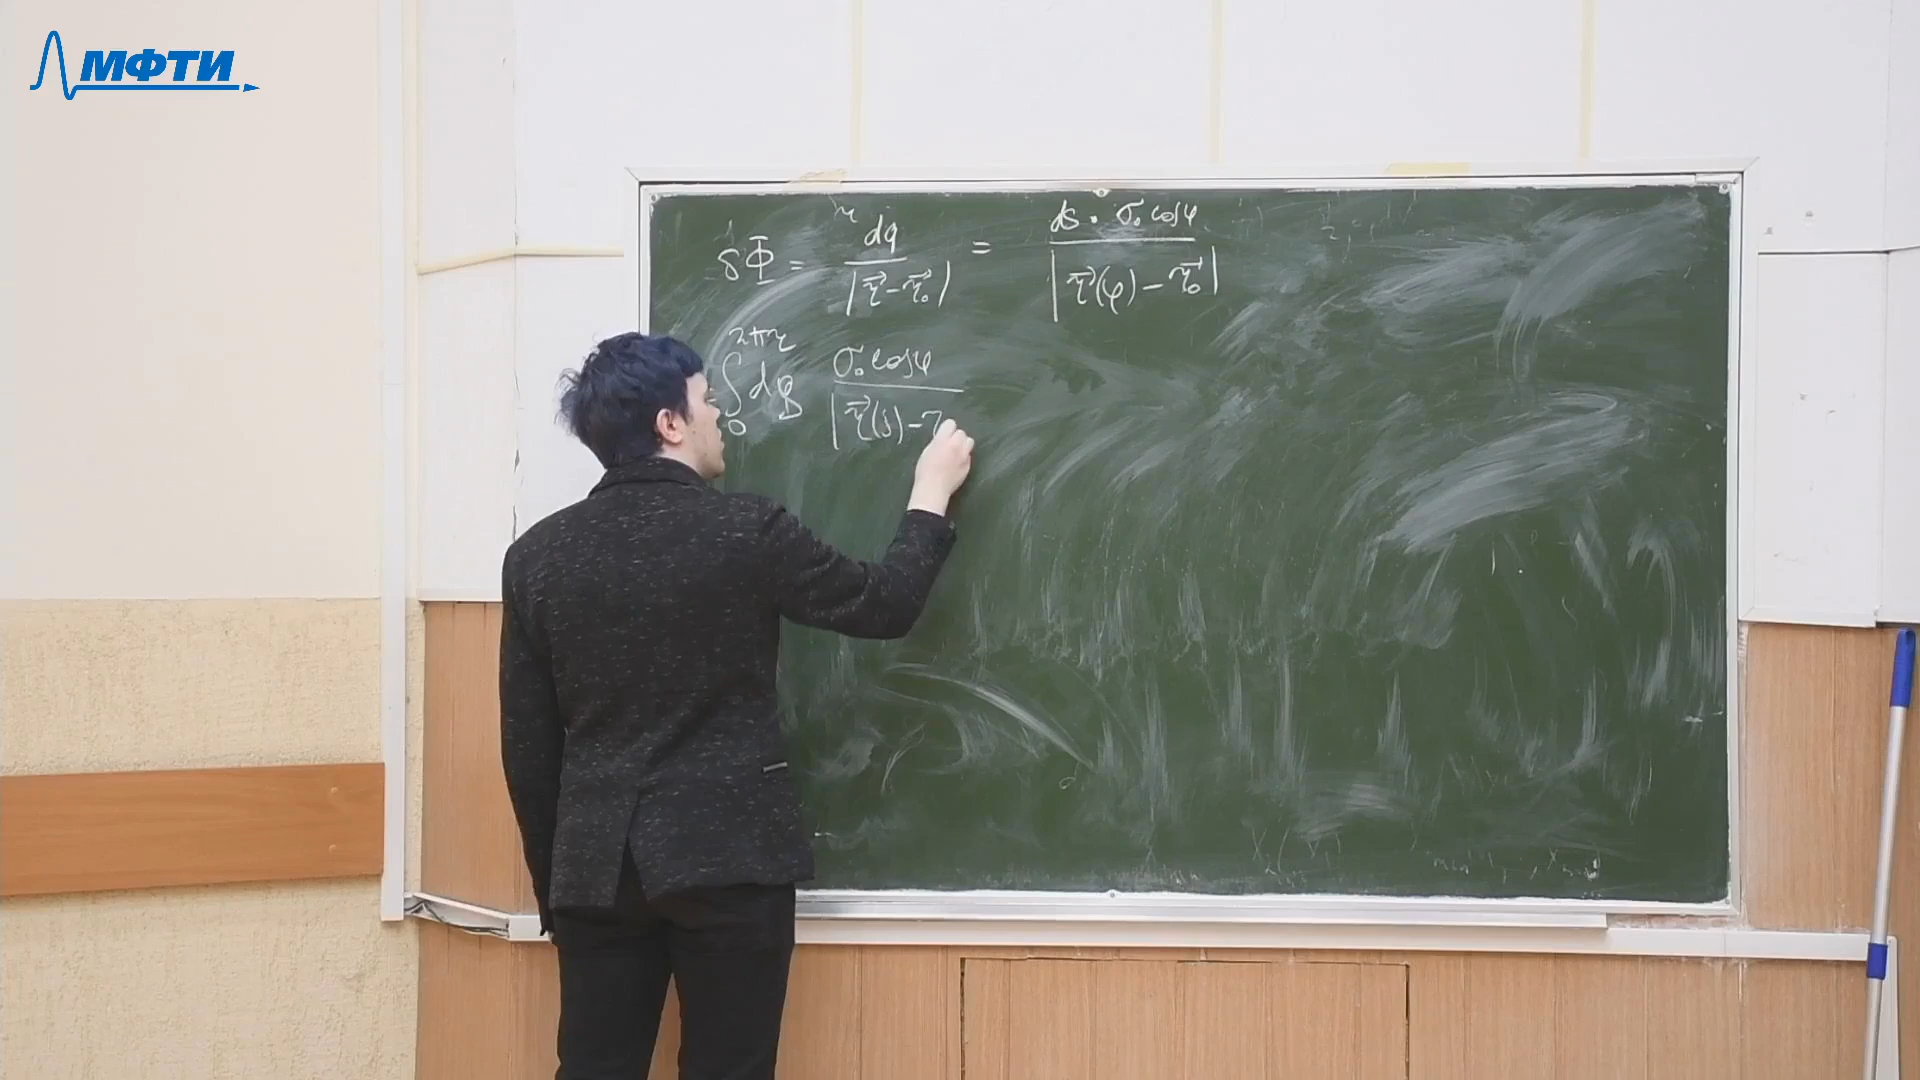 МФТИ
δΦ = dq / |r⃗ - r⃗₀| = ds · σ₀ cosφ / |r⃗(φ) - r⃗₀|
∫₀^{2πr} ds σ₀ cosφ / |r⃗(s) - r